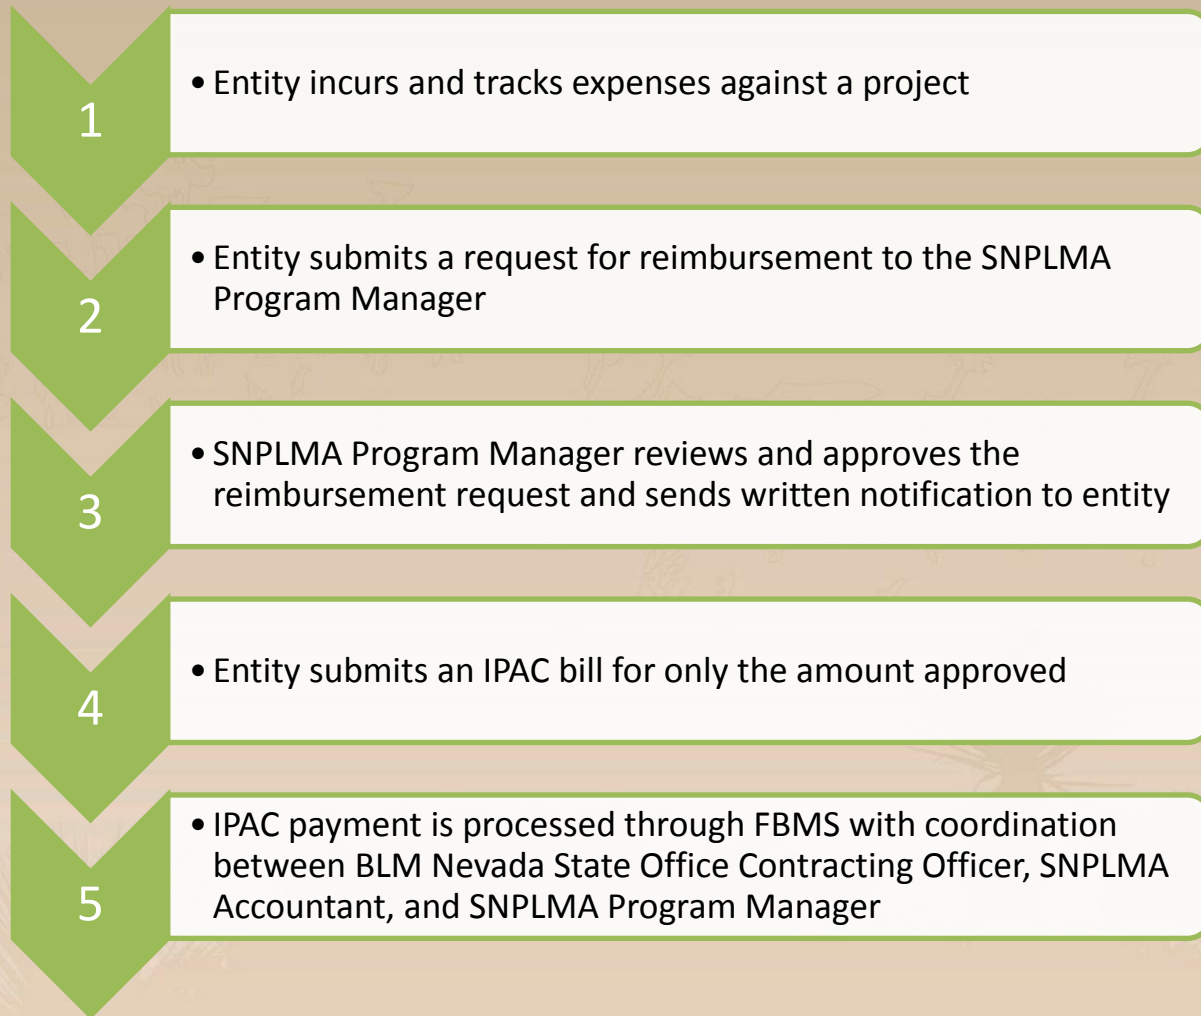 1
• Entity incurs and tracks expenses against a project
2
• Entity submits a request for reimbursement to the SNPLMA
Program Manager
3
• SNPLMA Program Manager reviews and approves the
reimbursement request and sends written notification to entity
4
• Entity submits an IPAC bill for only the amount approved
5
• IPAC payment is processed through FBMS with coordination
between BLM Nevada State Office Contracting Officer, SNPLMA
Accountant, and SNPLMA Program Manager